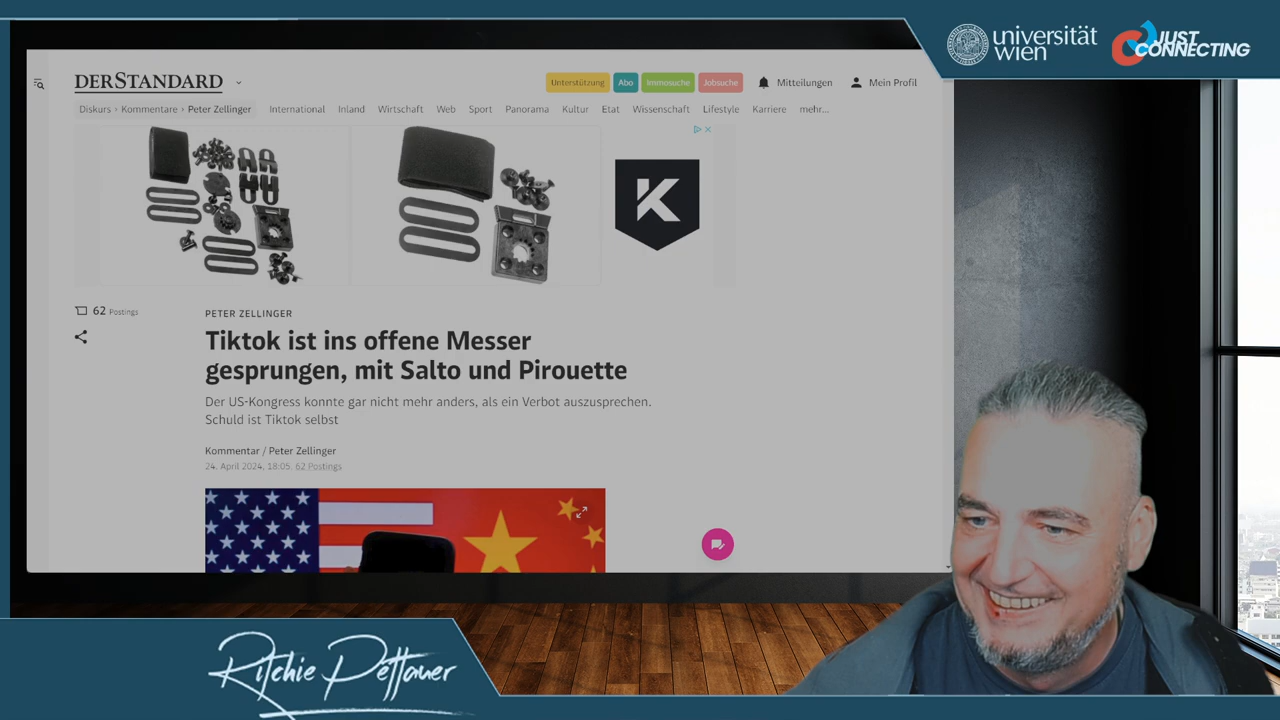 universität
wien
JUST
CONNECTING
DERSTANDARD
Unterstützung Abo Immosuche Jobsuche Mitteilungen Mein Profil
Diskurs › Kommentare › Peter Zellinger International Inland Wirtschaft Web Sport Panorama Kultur Etat Wissenschaft Lifestyle Karriere mehr...
K
62 Postings
PETER ZELLINGER
Tiktok ist ins offene Messer
gesprungen, mit Salto und Pirouette
Der US-Kongress konnte gar nicht mehr anders, als ein Verbot auszusprechen.
Schuld ist Tiktok selbst
Kommentar / Peter Zellinger
24. April 2024, 18:05, 62 Postings
Ritchie Pettauer